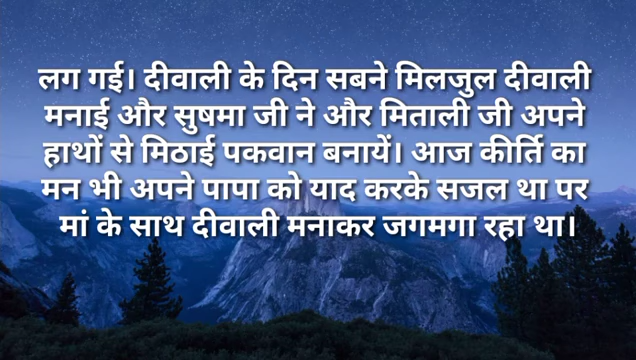 लग गई। दीवाली के दिन सबने मिलजुल दीवाली
मनाई और सुषमा जी ने और मिताली जी अपने
हाथों से मिठाई पकवान बनायें। आज कीर्ति का
मन भी अपने पापा को याद करके सजल था पर
मां के साथ दीवाली मनाकर जगमगा रहा था।